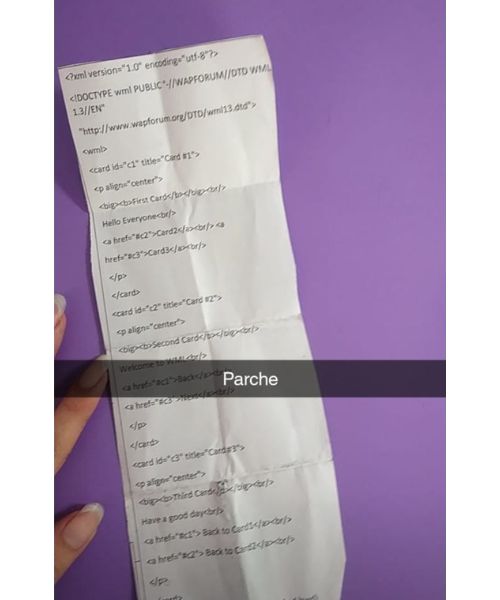 <?xml version="1.0" encoding="utf-8"?>
<!DOCTYPE wml PUBLIC"-//WAPFORUM//DTD WML
1.3//EN"
"http://www.wapforum.org/DTD/wml13.dtd">
<wml>
<card id="c1" title="Card #1">
<p align="center">
<big><b>First Card</b></big><br/>
Hello Everyone<br/>
<a href="#c2">Card2</a><br/> <a
href="#c3">Card3</a><br/>
</p>
</card>
<card id="c2" title="Card #2">
<p align="center">
<big><b>Second Card</b></big><br/>
Welcome to WML<br/>
<a href="#c1">Back</a><br/>
Parche
<a href="#c3">Next</a><br/>
</p>
</card>
<card id="c3" title="Card#3">
<p align="center">
<big><b>Third Card</b></big><br/>
Have a good day<br/>
<a href="#c1"> Back to Card1</a><br/>
<a href="#c2"> Back to Card2</a><br/>
</p>